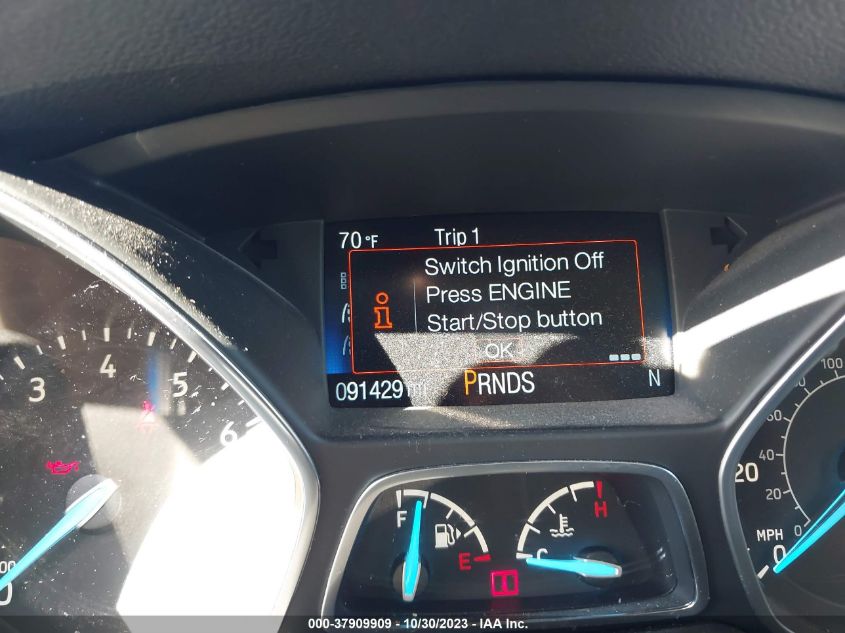 70°F Trip 1
Switch Ignition Off
Press ENGINE
Start/Stop button
OK
091429 mi PRNDS N
3 4 5 6
F E
C H
20
0 20 40 60 80 100
MPH
0
000-37909909 - 10/30/2023 - IAA Inc.